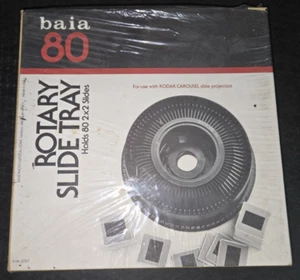 baia
80
For use with KODAK CAROUSEL slide projectors
ROTARY
SLIDE TRAY
Holds 80 2x2 Slides